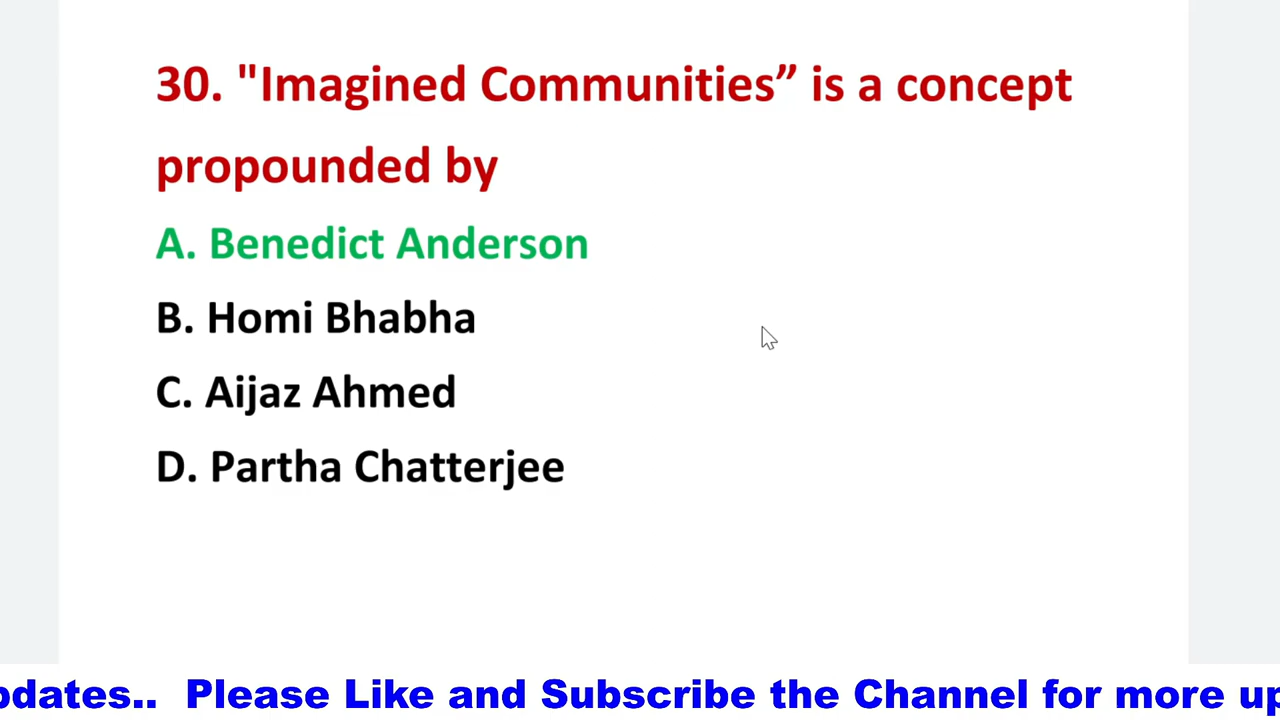 30. "Imagined Communities” is a concept
propounded by
A. Benedict Anderson
B. Homi Bhabha
C. Aijaz Ahmed
D. Partha Chatterjee
pdates.. Please Like and Subscribe the Channel for more up